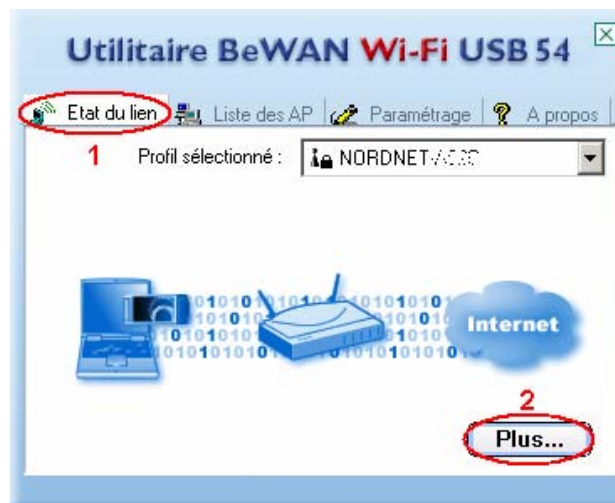 Utilitaire BeWAN Wi-Fi USB 54
Etat du lien Liste des AP Paramétrage A propos
1 Profil sélectionné : NORDNET
Internet
2
Plus...